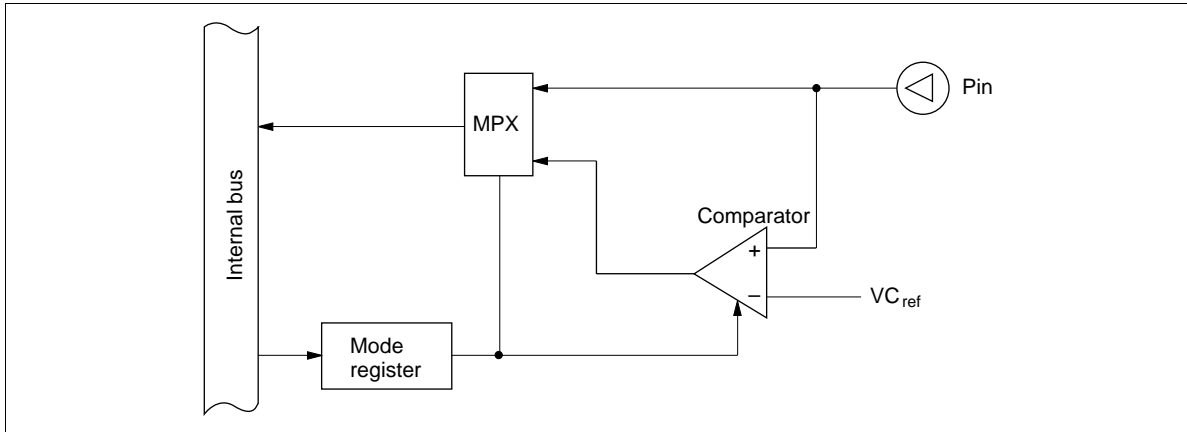 MPX
Pin
Internal bus
Comparator
+
−
VCref
Mode
register